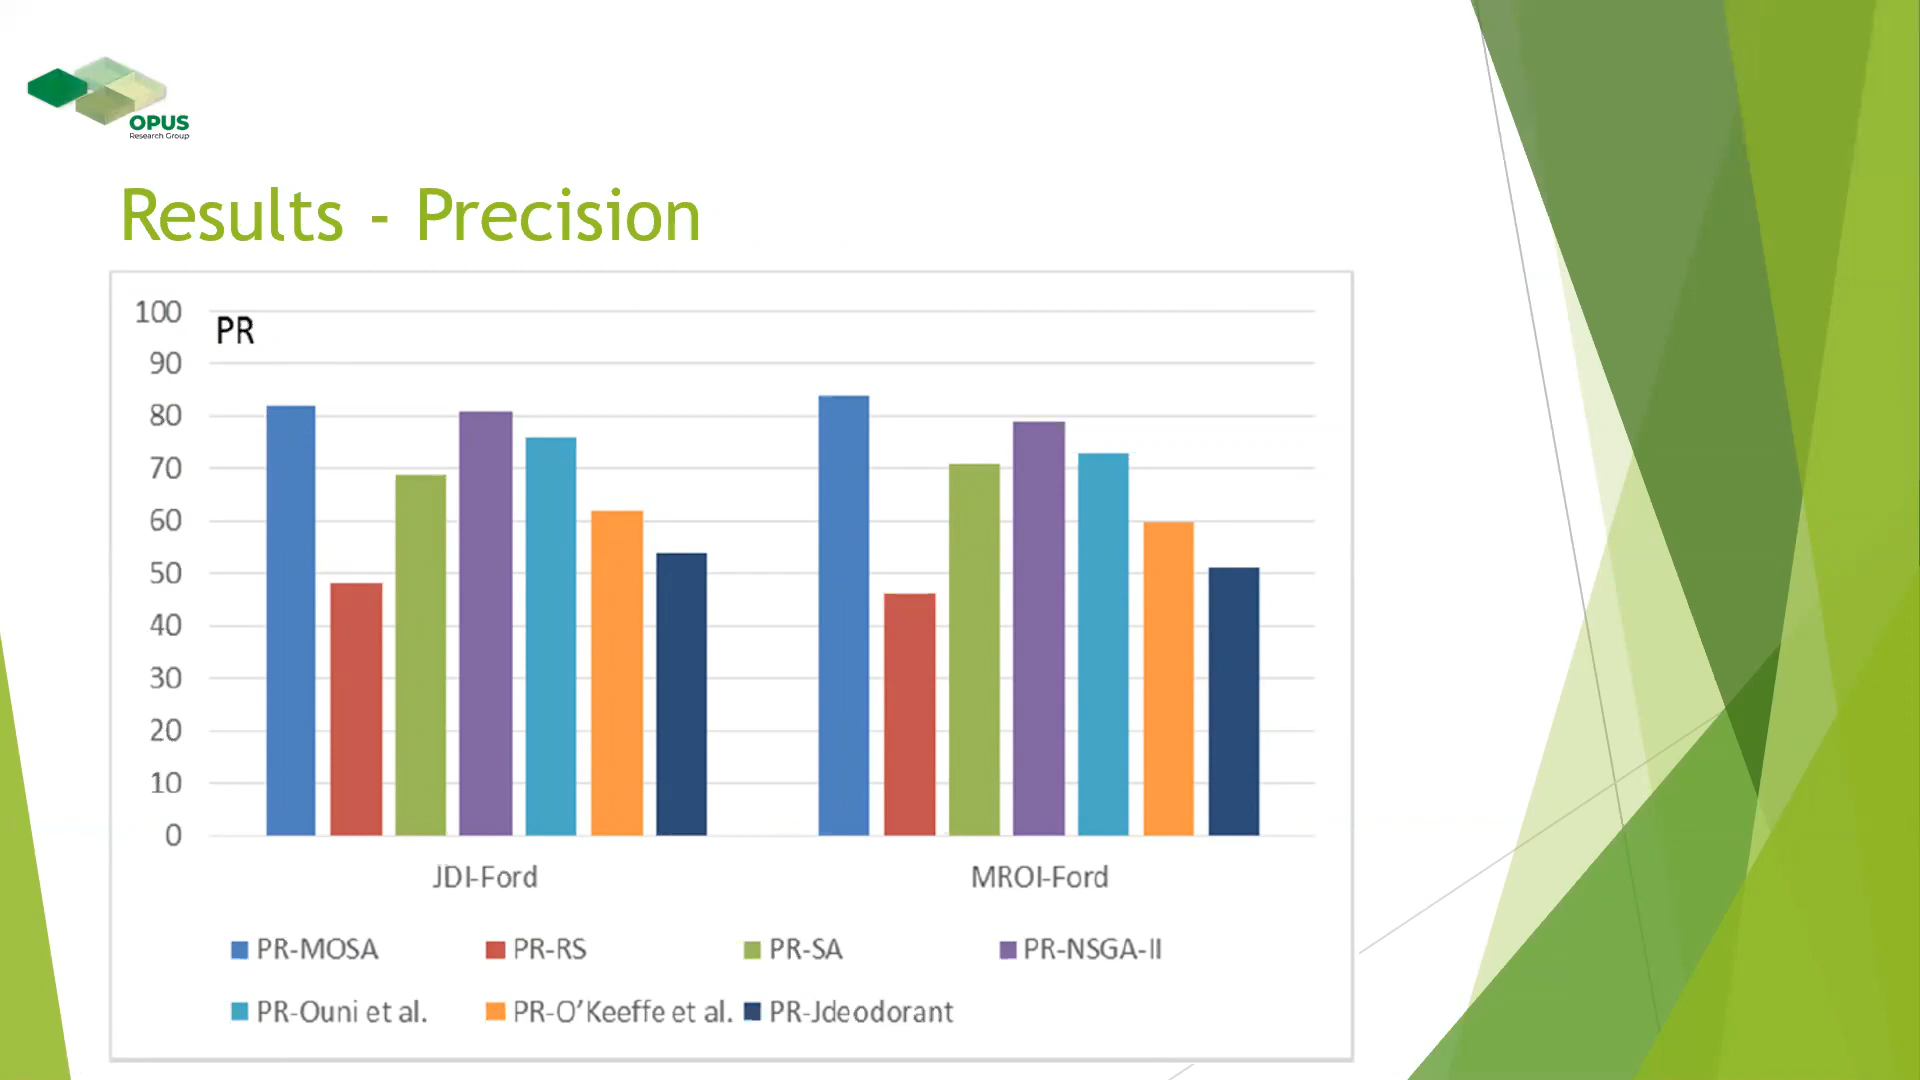 OPUS
Research Group
Results - Precision
PR
100
90
80
70
60
50
40
30
20
10
0
JDI-Ford MROI-Ford
PR-MOSA PR-RS PR-SA PR-NSGA-II
PR-Ouni et al. PR-O’Keeffe et al. PR-Jdeodorant